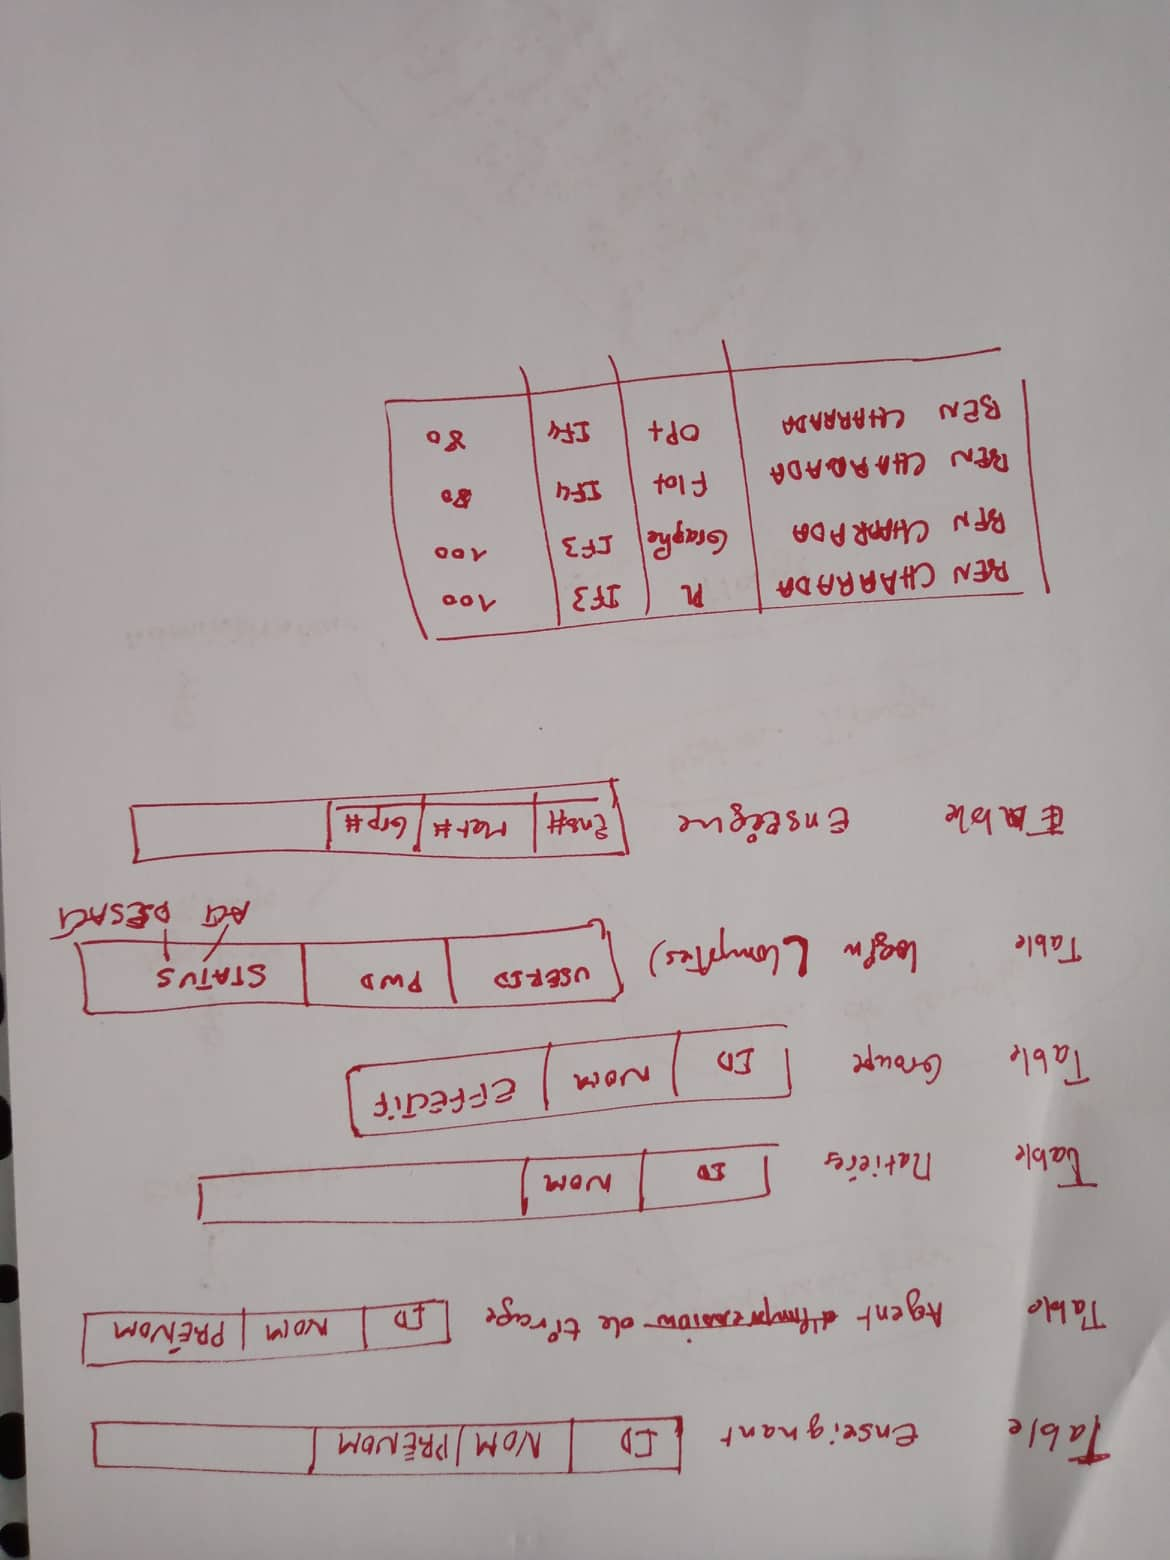 Table Enseignant ID NOM PRÉNOM
Table Agent d'Impression de tirage ID NOM PRÉNOM
Table Matières ID NOM
Table Groupe ID NOM EFFECTIF
Table login (Comptes) USERID PWD STATUS
ACT DESACT
Table Enseigne Ens# Mat# Grp#
BEN CHARRADA PL IF3 100
BEN CHARRADA Graphe IF3 100
BEN CHARRADA Flot IF4 80
BEN CHARRADA OPt IF4 80